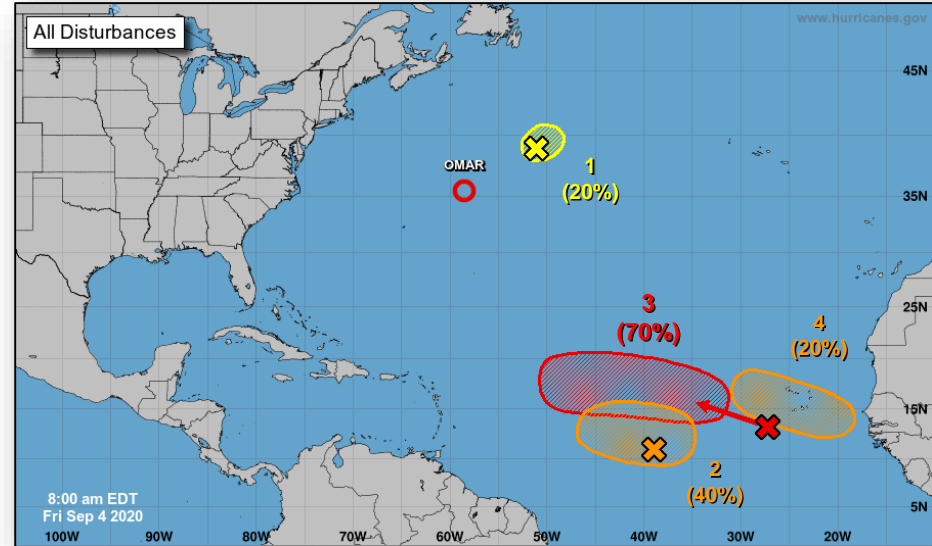 All Disturbances
www.hurricanes.gov
45N
OMAR
1
(20%)
35N
25N
3
(70%)
4
(20%)
15N
2
(40%)
5N
8:00 am EDT
Fri Sep 4 2020
100W 90W 80W 70W 60W 50W 40W 30W 20W